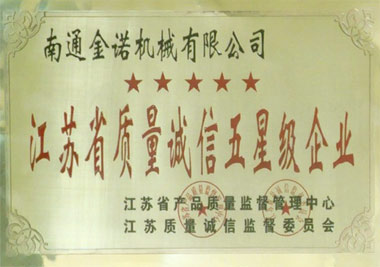 南通金诺机械有限公司
★★★★★
江苏省质量诚信五星级企业
江苏省产品质量监督管理中心
江苏质量诚信监督委员会